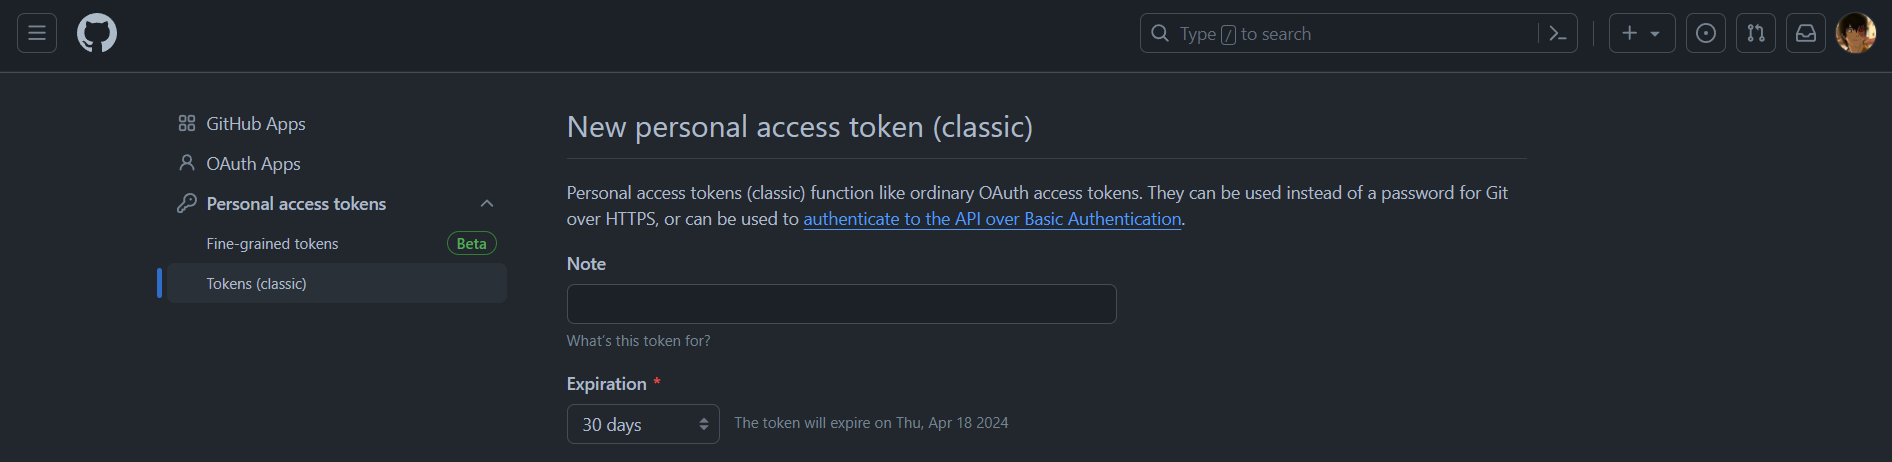 Type / to search
GitHub Apps
OAuth Apps
Personal access tokens
Fine-grained tokens Beta
Tokens (classic)
New personal access token (classic)
Personal access tokens (classic) function like ordinary OAuth access tokens. They can be used instead of a password for Git
over HTTPS, or can be used to authenticate to the API over Basic Authentication.
Note
What's this token for?
Expiration *
30 days The token will expire on Thu, Apr 18 2024